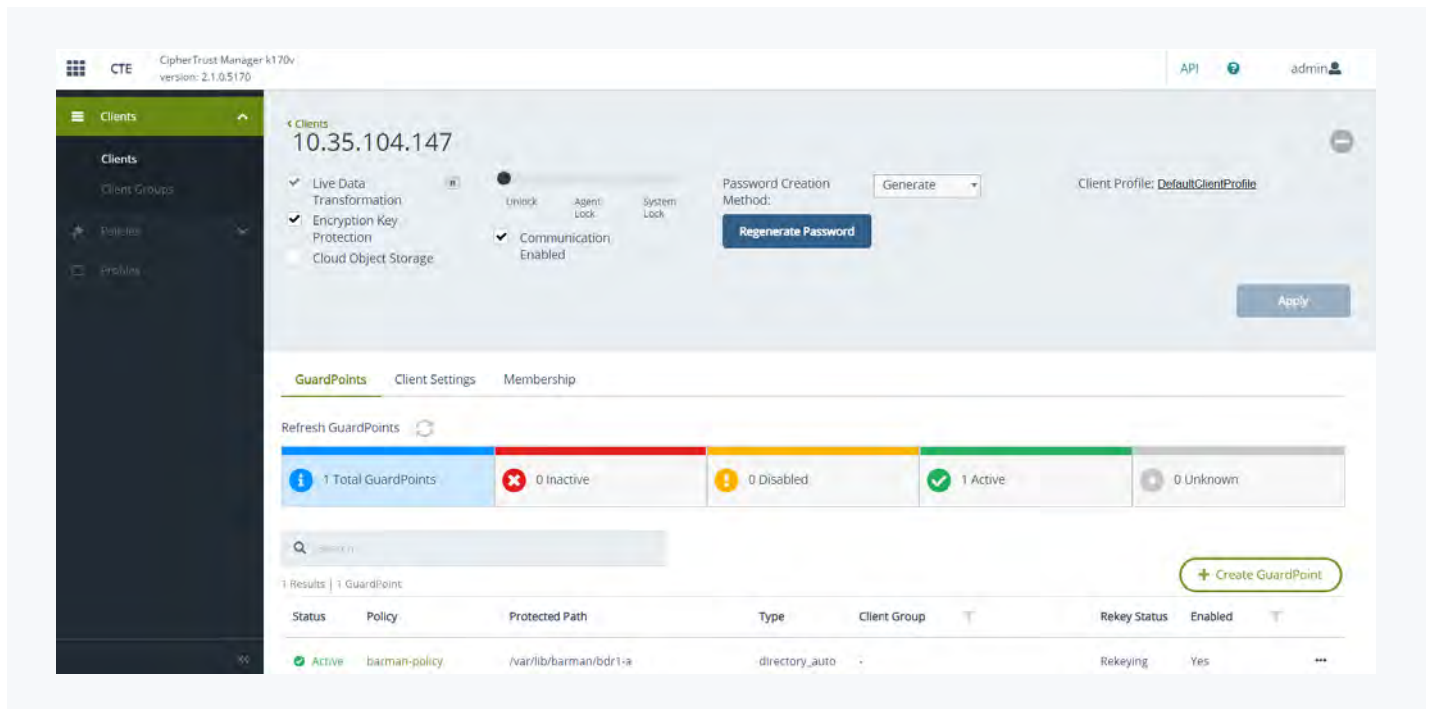 CTE
CipherTrust Manager k170v
version: 2.1.0.5170
API
admin
Clients
Clients
Client Groups
Policies
Profiles
< Clients
10.35.104.147
Live Data
Transformation
Encryption Key
Protection
Cloud Object Storage
Unlock
Agent
Lock
System
Lock
Communication
Enabled
Password Creation
Method:
Generate
Regenerate Password
Client Profile: DefaultClientProfile
Apply
GuardPoints Client Settings Membership
Refresh GuardPoints
1 Total GuardPoints 0 Inactive 0 Disabled 1 Active 0 Unknown
Search
1 Results | 1 GuardPoint
+ Create GuardPoint
Status Policy Protected Path Type Client Group Rekey Status Enabled
Active barman-policy /var/lib/barman/bdr1-a directory_auto - Rekeying Yes